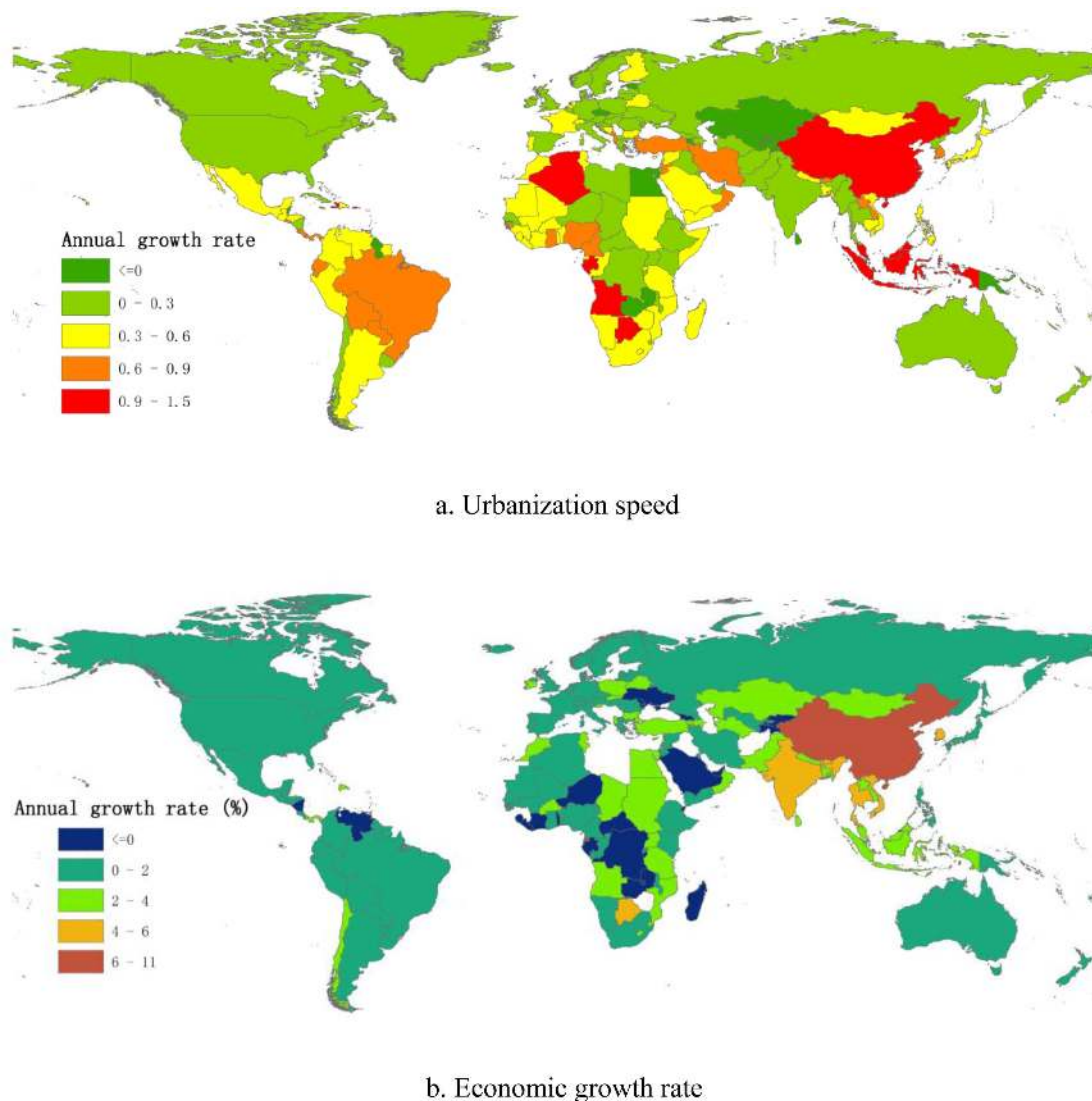 Annual growth rate
<=0
0 - 0.3
0.3 - 0.6
0.6 - 0.9
0.9 - 1.5
a. Urbanization speed
Annual growth rate (%)
<=0
0 - 2
2 - 4
4 - 6
6 - 11
b. Economic growth rate